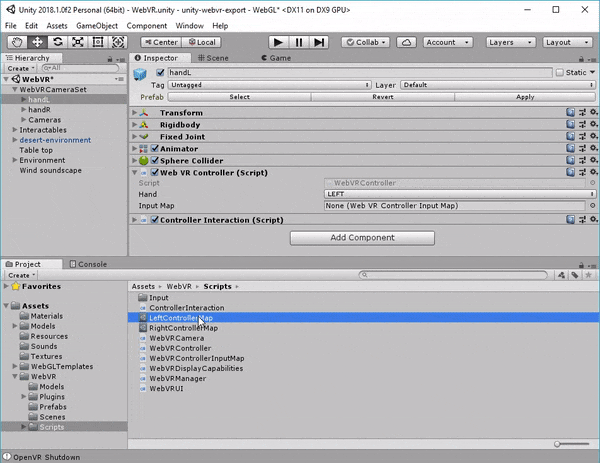 Unity 2018.1.0f2 Personal (64bit) - WebVR.unity - unity-webvr-export - WebGL* <DX11 on DX9 GPU>
File Edit Assets GameObject Component Window Help
Center Local Collab Account Layers Layout
Hierarchy
Create All
WebVR*
WebVRCameraSet
handL
handR
Cameras
Interactables
desert-environment
Table top
Environment
Wind soundscape
Inspector Scene Game
handL Static
Tag Untagged Layer Default
Prefab Select Revert Apply
Transform
Rigidbody
Fixed Joint
Animator
Sphere Collider
Web VR Controller (Script)
Script WebVRController
Hand LEFT
Input Map None (Web VR Controller Input Map)
Controller Interaction (Script)
Add Component
Project Console
Create
Favorites
Assets
Materials
Models
Resources
Sounds
Textures
WebGLTemplates
WebVR
Models
Plugins
Prefabs
Scenes
Scripts
Assets WebVR Scripts
Input
ControllerInteraction
LeftControllerMap
RightControllerMap
WebVRCamera
WebVRController
WebVRControllerInputMap
WebVRDisplayCapabilities
WebVRManager
WebVRUI
OpenVR Shutdown